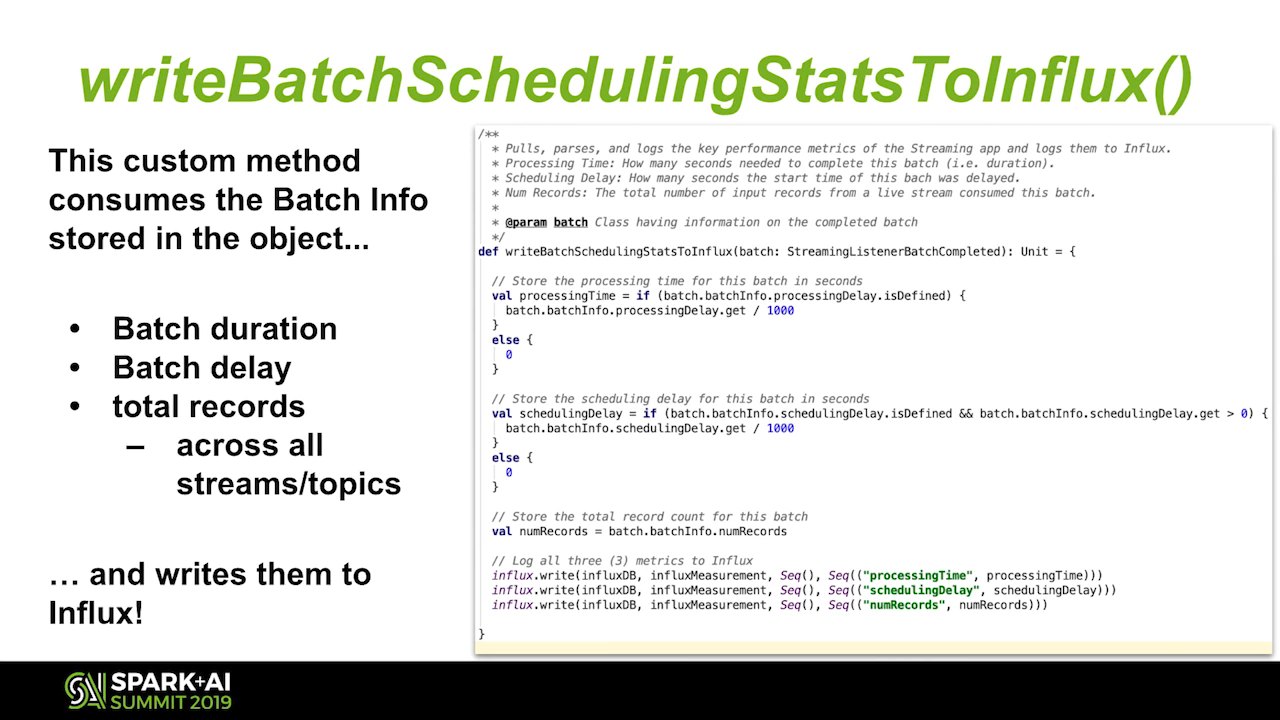 writeBatchSchedulingStatsToInflux()
This custom method
consumes the Batch Info
stored in the object...
• Batch duration
• Batch delay
• total records
– across all
streams/topics
… and writes them to
Influx!
/**
 * Pulls, parses, and logs the key performance metrics of the Streaming app and logs them to Influx.
 * Processing Time: How many seconds needed to complete this batch (i.e. duration).
 * Scheduling Delay: How many seconds the start time of this bach was delayed.
 * Num Records: The total number of input records from a live stream consumed this batch.
 *
 * @param batch Class having information on the completed batch
 */
def writeBatchSchedulingStatsToInflux(batch: StreamingListenerBatchCompleted): Unit = {
  // Store the processing time for this batch in seconds
  val processingTime = if (batch.batchInfo.processingDelay.isDefined) {
    batch.batchInfo.processingDelay.get / 1000
  }
  else {
    0
  }
  // Store the scheduling delay for this batch in seconds
  val schedulingDelay = if (batch.batchInfo.schedulingDelay.isDefined && batch.batchInfo.schedulingDelay.get > 0) {
    batch.batchInfo.schedulingDelay.get / 1000
  }
  else {
    0
  }
  // Store the total record count for this batch
  val numRecords = batch.batchInfo.numRecords
  // Log all three (3) metrics to Influx
  influx.write(influxDB, influxMeasurement, Seq(), Seq(("processingTime", processingTime)))
  influx.write(influxDB, influxMeasurement, Seq(), Seq(("schedulingDelay", schedulingDelay)))
  influx.write(influxDB, influxMeasurement, Seq(), Seq(("numRecords", numRecords)))
}
SPARK+AI
SUMMIT 2019